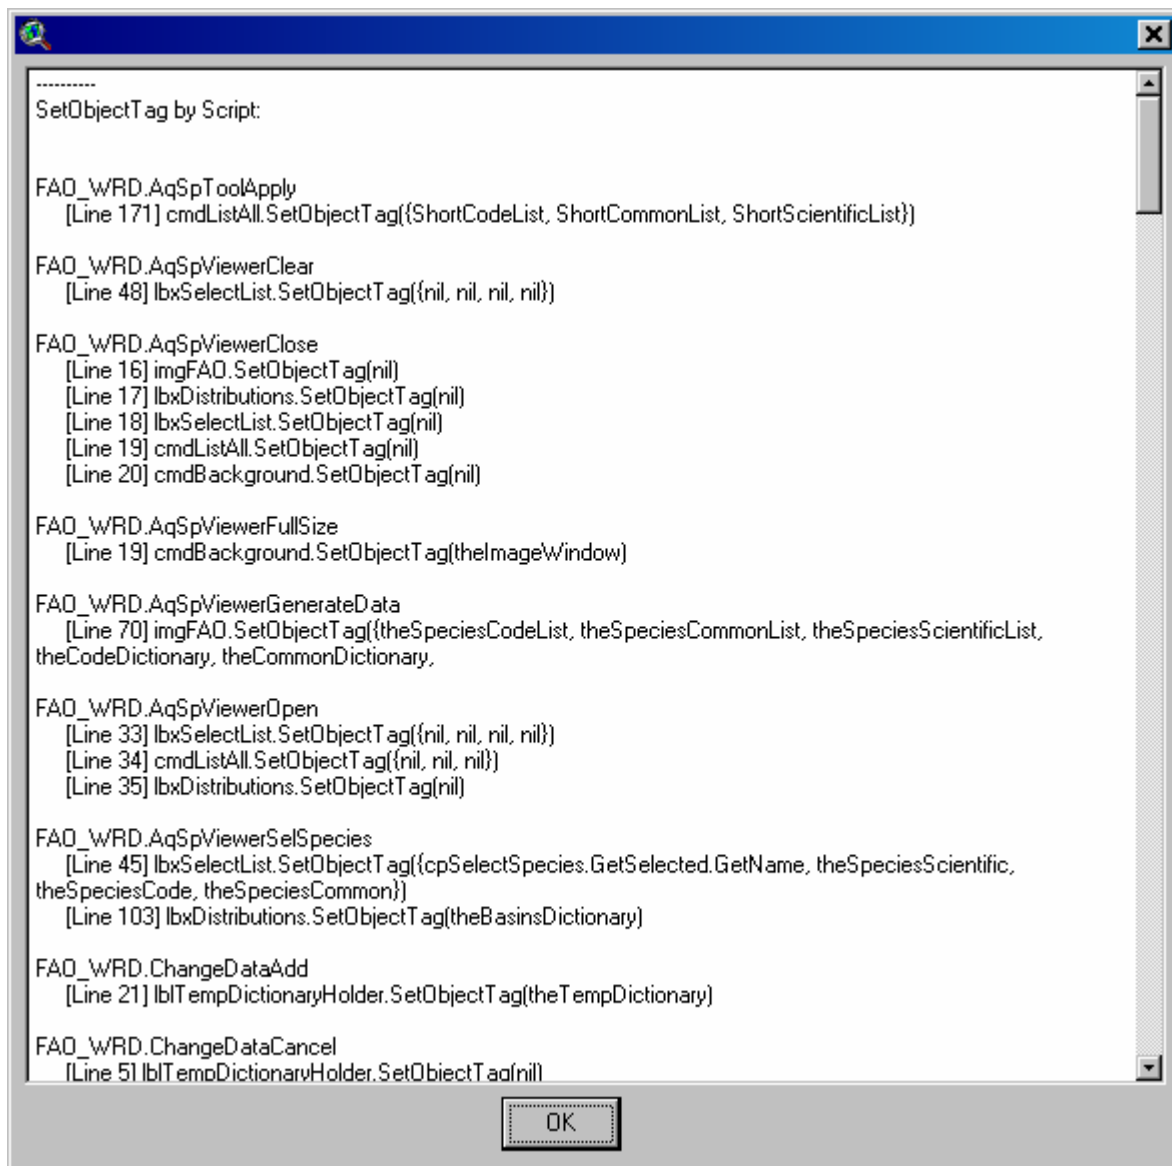 ----------
SetObjectTag by Script:
FAO_WRD.AqSpToolApply
[Line 171] cmdListAll.SetObjectTag({ShortCodeList, ShortCommonList, ShortScientificList})
FAO_WRD.AqSpViewerClear
[Line 48] lbxSelectList.SetObjectTag({nil, nil, nil, nil})
FAO_WRD.AqSpViewerClose
[Line 16] imgFAO.SetObjectTag(nil)
[Line 17] lbxDistributions.SetObjectTag(nil)
[Line 18] lbxSelectList.SetObjectTag(nil)
[Line 19] cmdListAll.SetObjectTag(nil)
[Line 20] cmdBackground.SetObjectTag(nil)
FAO_WRD.AqSpViewerFullSize
[Line 19] cmdBackground.SetObjectTag(theImageWindow)
FAO_WRD.AqSpViewerGenerateData
[Line 70] imgFAO.SetObjectTag({theSpeciesCodeList, theSpeciesCommonList, theSpeciesScientificList,
theCodeDictionary, theCommonDictionary,
FAO_WRD.AqSpViewerOpen
[Line 33] lbxSelectList.SetObjectTag({nil, nil, nil, nil})
[Line 34] cmdListAll.SetObjectTag({nil, nil, nil})
[Line 35] lbxDistributions.SetObjectTag(nil)
FAO_WRD.AqSpViewerSelSpecies
[Line 45] lbxSelectList.SetObjectTag({cpSelectSpecies.GetSelected.GetName, theSpeciesScientific,
theSpeciesCode, theSpeciesCommon})
[Line 103] lbxDistributions.SetObjectTag(theBasinsDictionary)
FAO_WRD.ChangeDataAdd
[Line 21] lblTempDictionaryHolder.SetObjectTag(theTempDictionary)
FAO_WRD.ChangeDataCancel
[Line 5] lblTempDictionaryHolder.SetObjectTag(nil)
OK